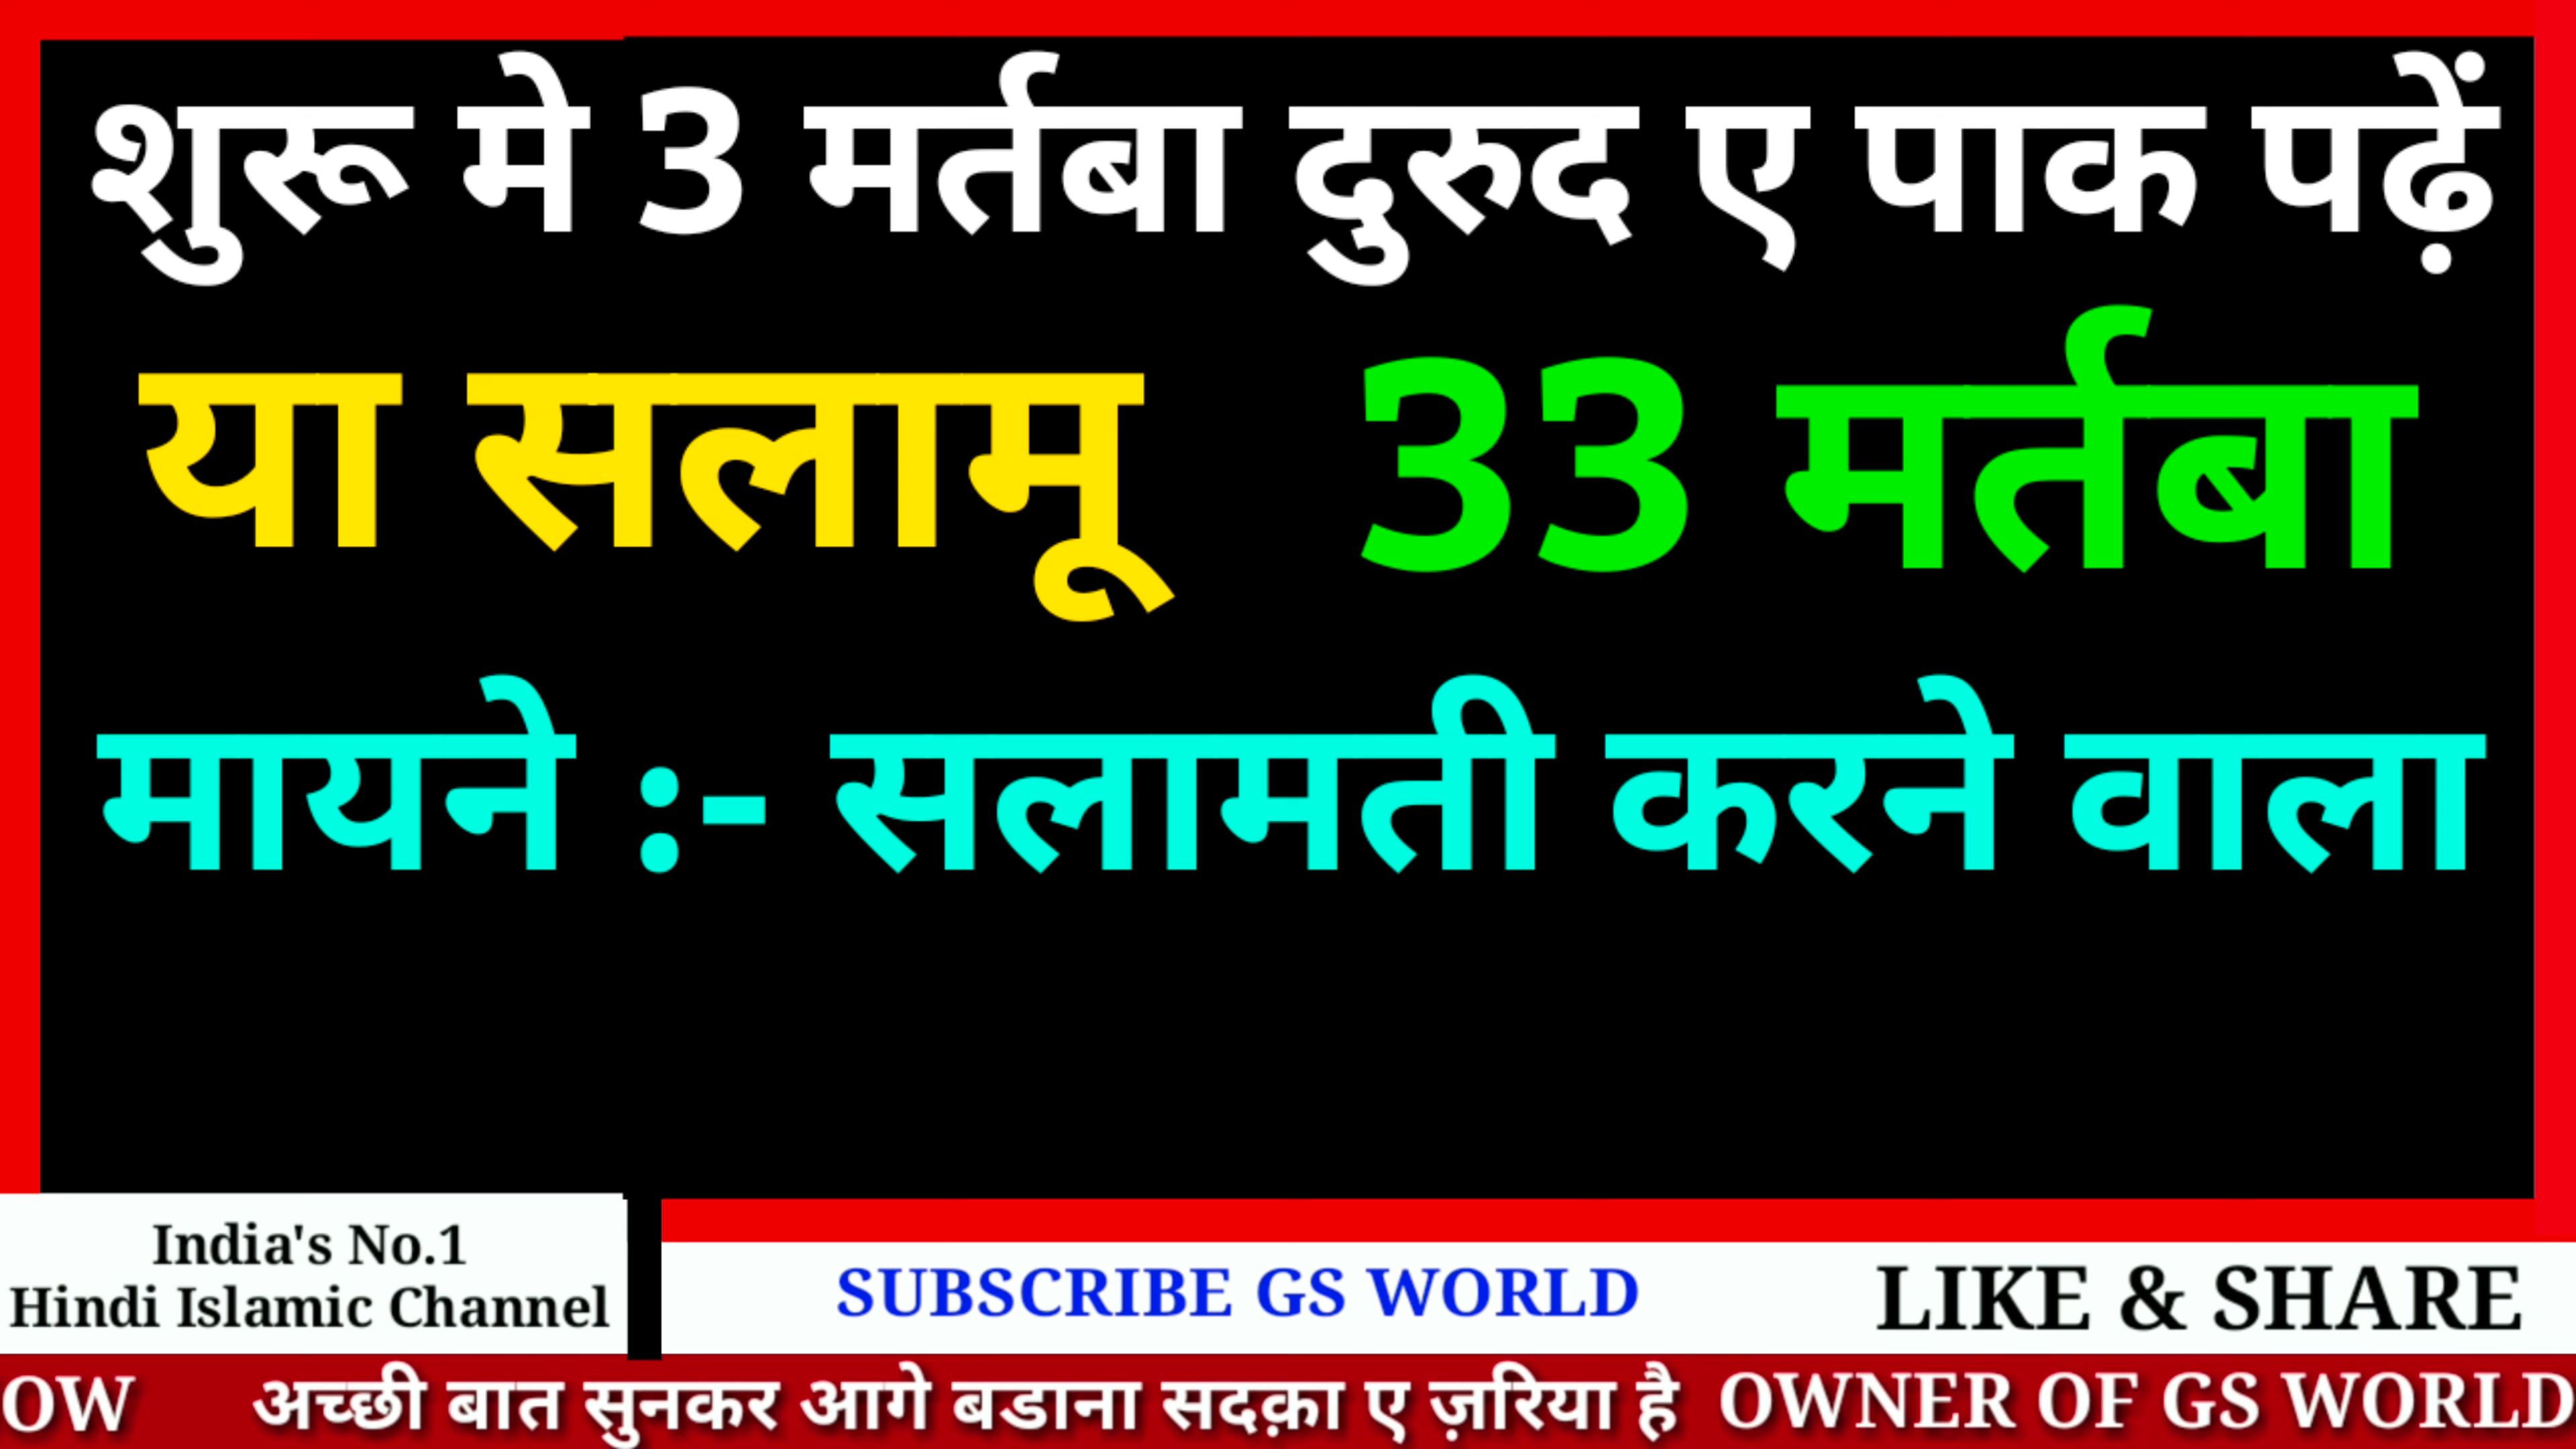 शुरू मे 3 मर्तबा दुरुद ए पाक पढ़ें
या सलामू 33 मर्तबा
मायने :- सलामती करने वाला
India's No.1
Hindi Islamic Channel
SUBSCRIBE GS WORLD
LIKE & SHARE
OW अच्छी बात सुनकर आगे बडाना सदक़ा ए ज़रिया है OWNER OF GS WORLD